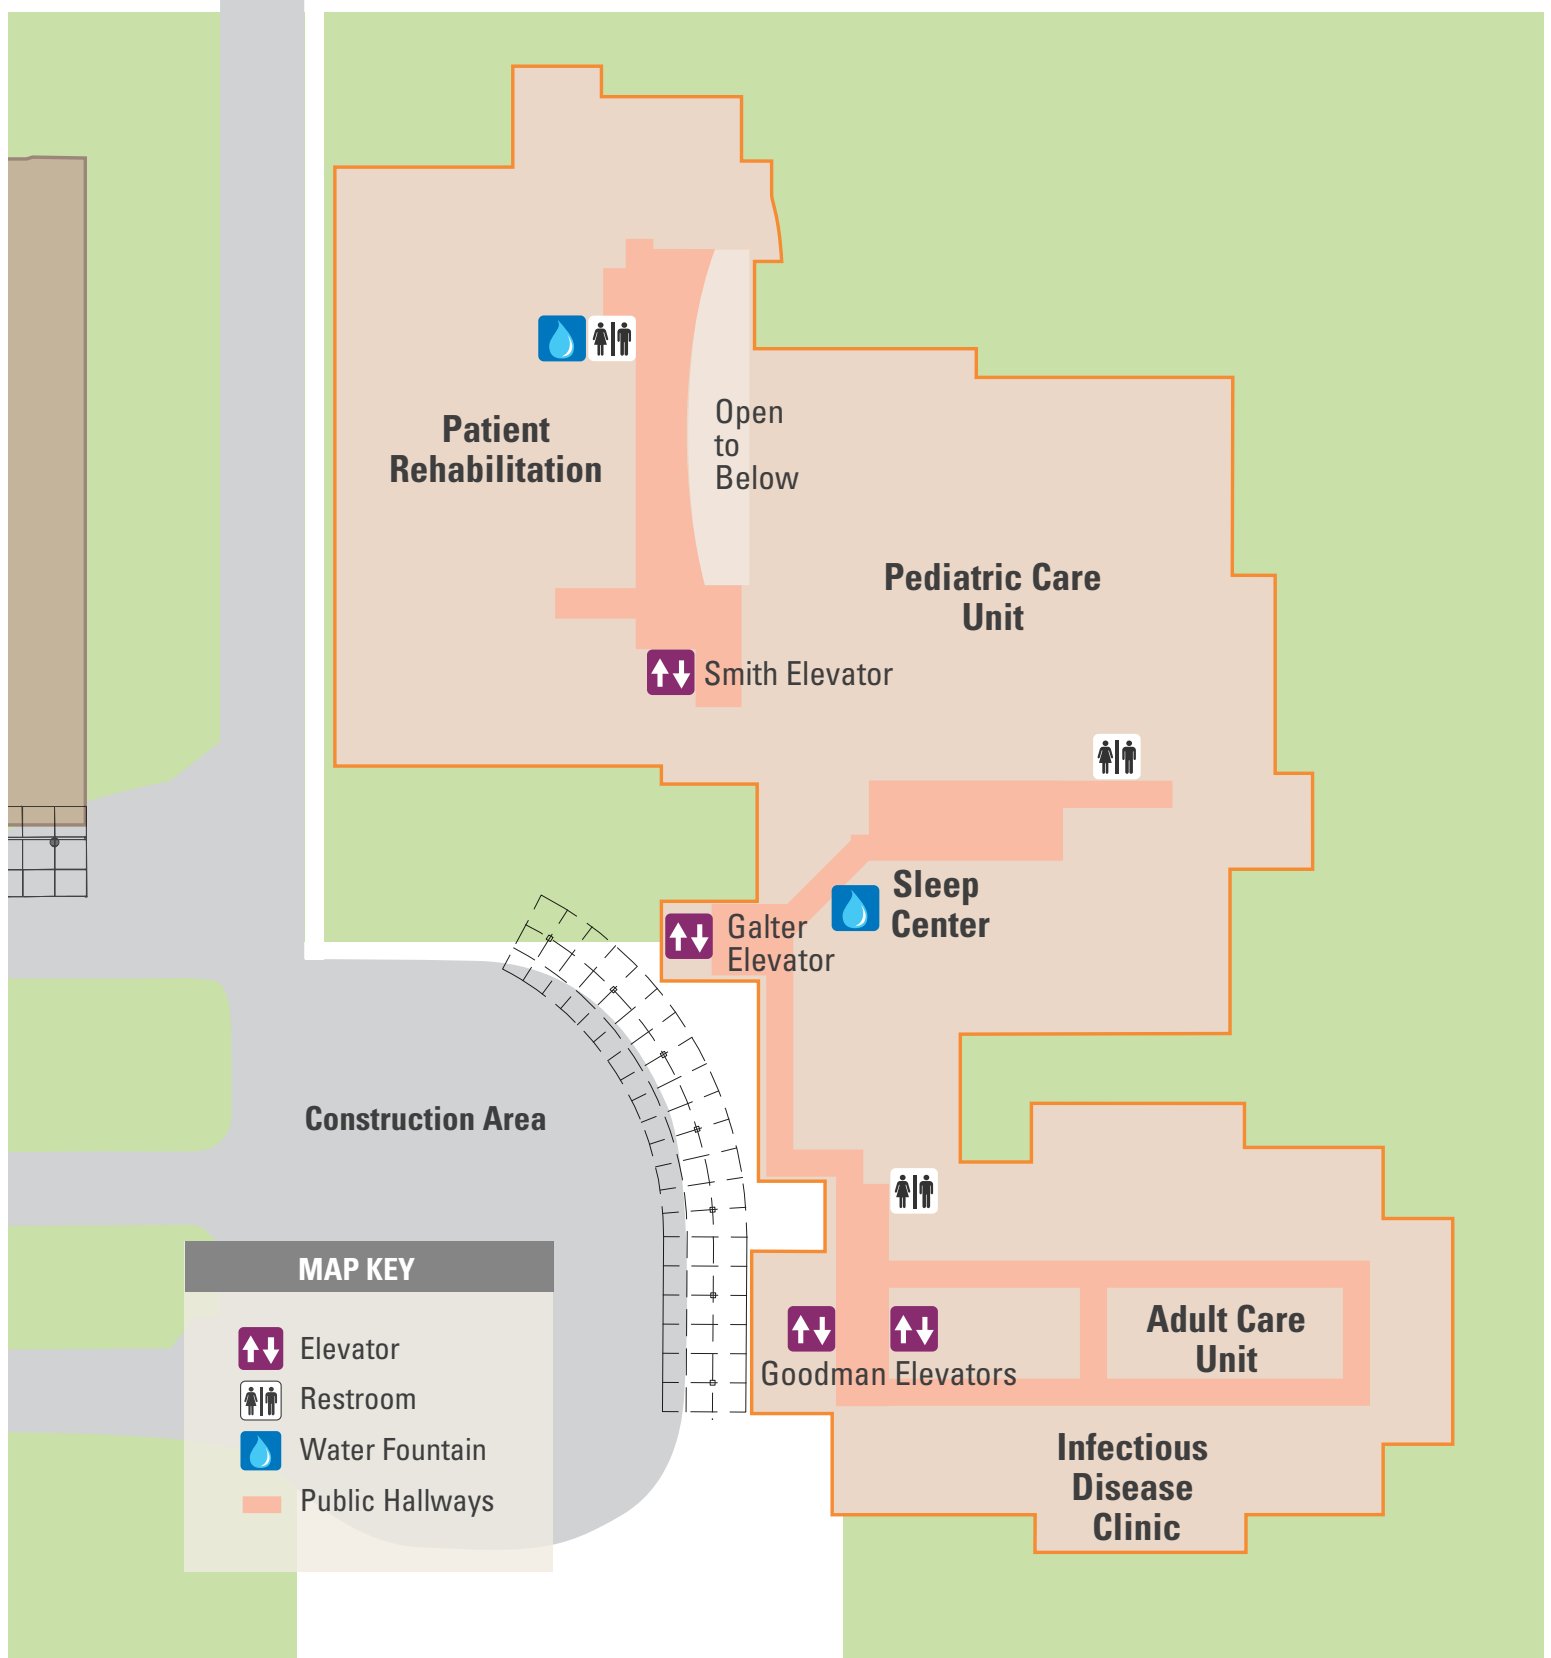 Open
to
Below
Patient
Rehabilitation
Pediatric Care
Unit
Smith Elevator
Sleep
Center
Galter
Elevator
Construction Area
MAP KEY
Elevator
Restroom
Water Fountain
Public Hallways
Adult Care
Unit
Goodman Elevators
Infectious
Disease
Clinic